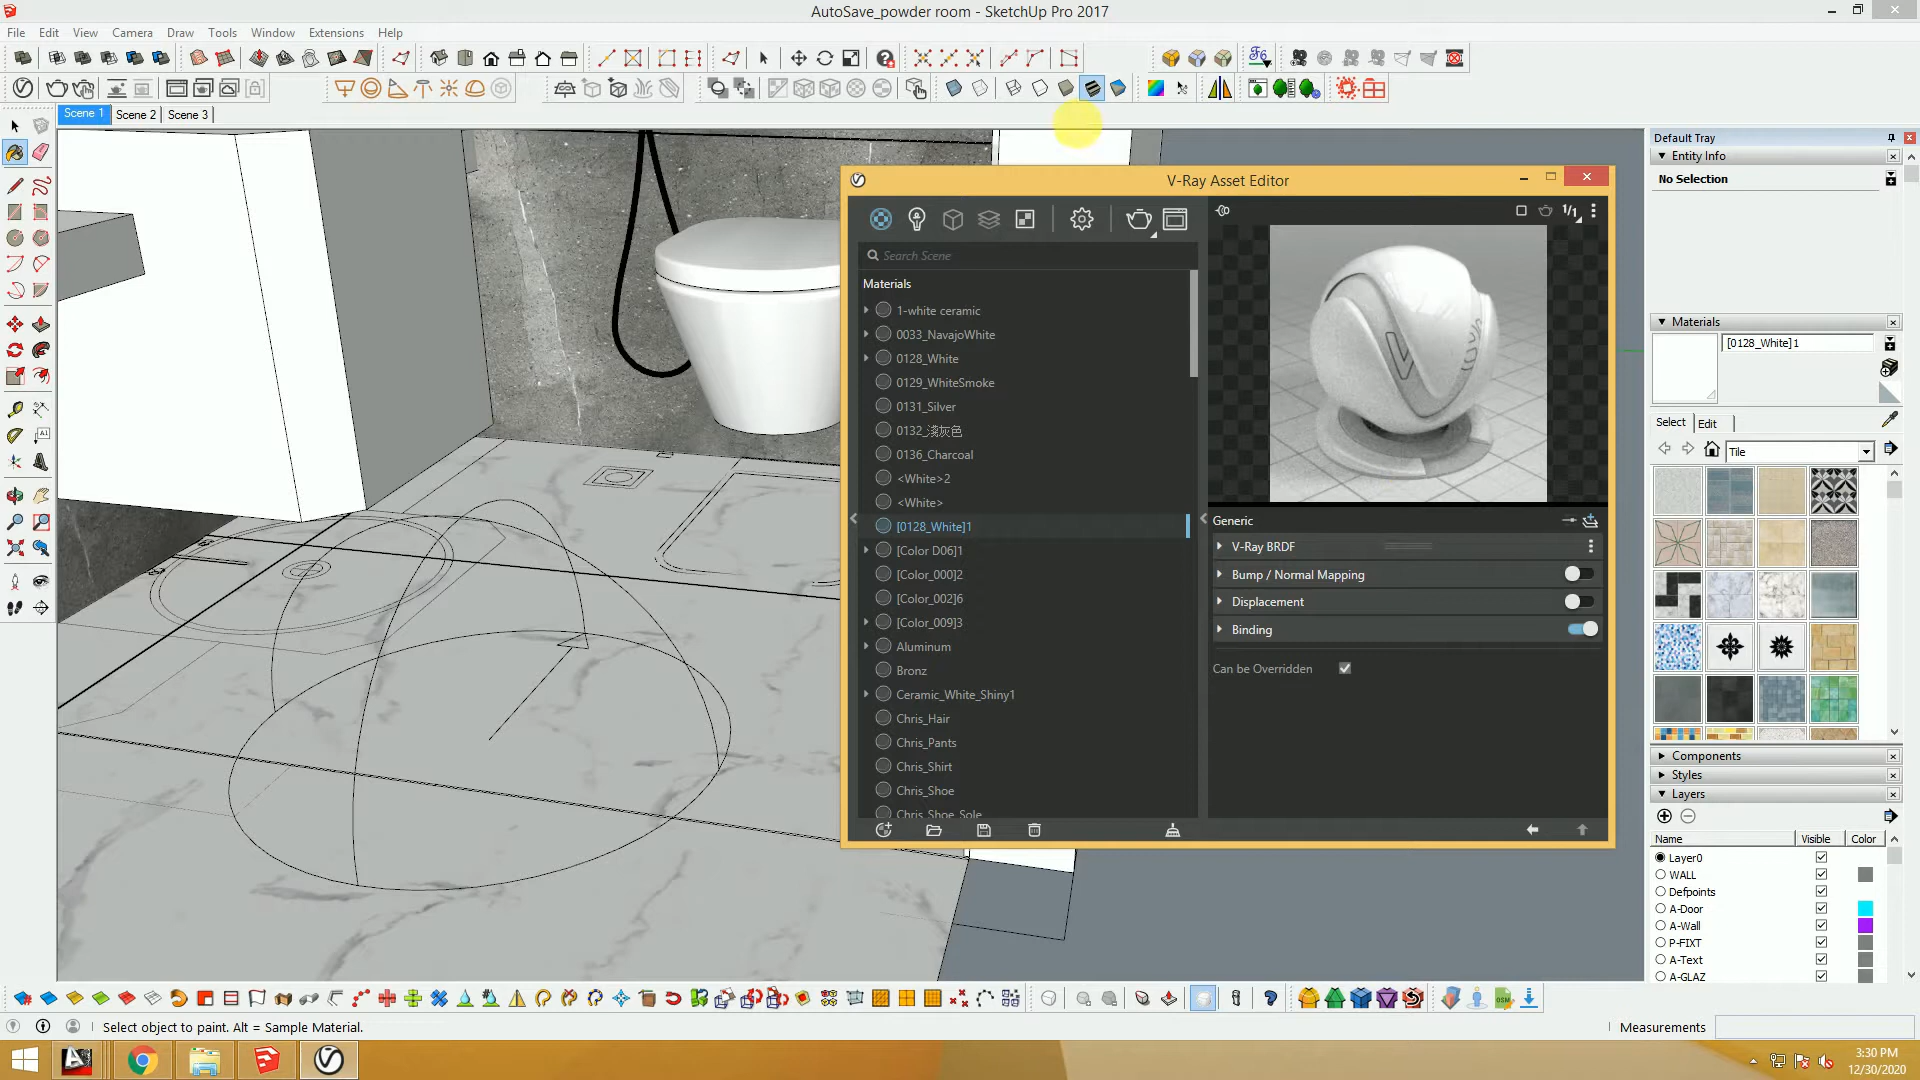 AutoSave_powder room - SketchUp Pro 2017
File Edit View Camera Draw Tools Window Extensions Help
Scene 1 Scene 2 Scene 3
V-Ray Asset Editor
Search Scene
1/1
Materials
1-white ceramic
0033_NavajoWhite
0128_White
0129_WhiteSmoke
0131_Silver
0132_淺灰色
0136_Charcoal
<White>2
<White>
[0128_White]1
[Color D06]1
[Color_000]2
[Color_002]6
[Color_009]3
Aluminum
Bronz
Ceramic_White_Shiny1
Chris_Hair
Chris_Pants
Chris_Shirt
Chris_Shoe
Chris_Shoe_Sole
Generic
V-Ray BRDF
Bump / Normal Mapping
Displacement
Binding
Can be Overridden
Default Tray
Entity Info
No Selection
Materials
[0128_White]1
Select Edit
Tile
Components
Styles
Layers
Name Visible Color
Layer0
WALL
Defpoints
A-Door
A-Wall
P-FIXT
A-Text
A-GLAZ
Select object to paint. Alt = Sample Material.
Measurements
3:30 PM
12/30/2020